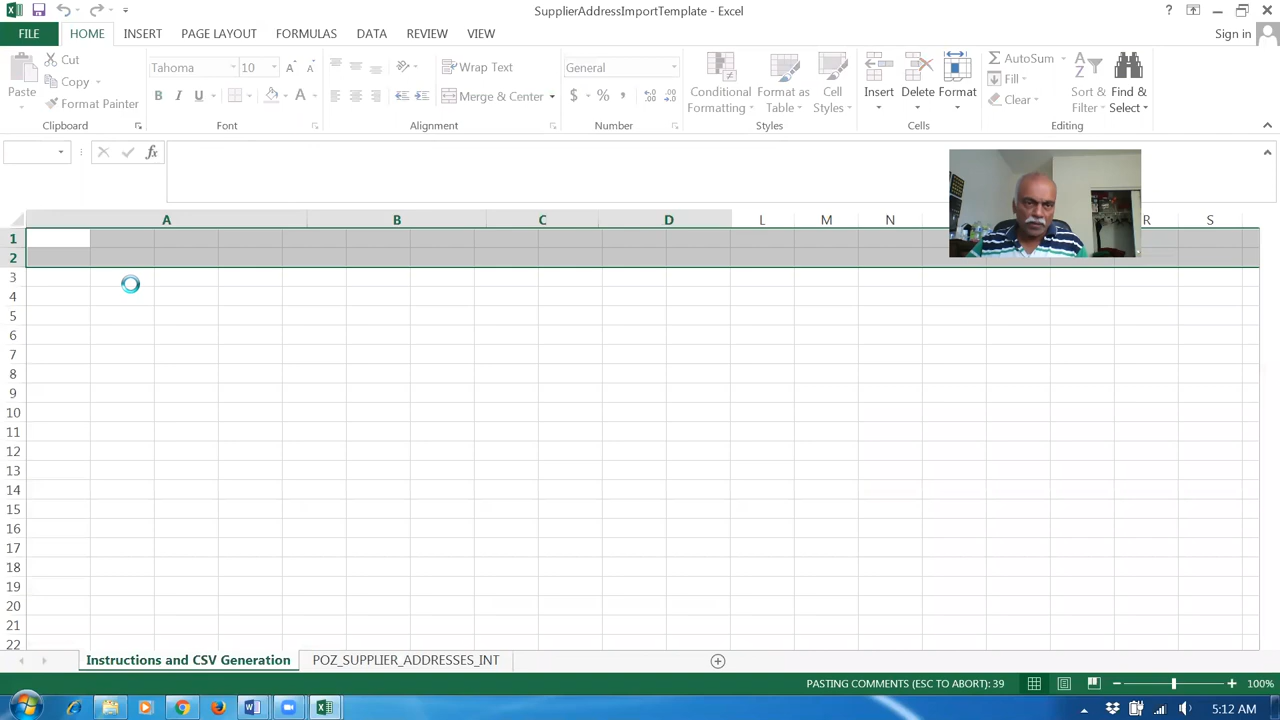 SupplierAddressImportTemplate - Excel
FILE HOME INSERT PAGE LAYOUT FORMULAS DATA REVIEW VIEW Sign in
Paste Cut Copy Format Painter
Tahoma 10
B I U
Wrap Text
Merge & Center
General
$ % ,
Conditional Formatting
Format as Table
Cell Styles
Insert Delete Format
AutoSum
Fill
Clear
Sort & Filter
Find & Select
Clipboard Font Alignment Number Styles Cells Editing
fx
A B C D L M N R S
1
2
3
4
5
6
7
8
9
10
11
12
13
14
15
16
17
18
19
20
21
22
Instructions and CSV Generation POZ_SUPPLIER_ADDRESSES_INT
PASTING COMMENTS (ESC TO ABORT): 39 100%
5:12 AM